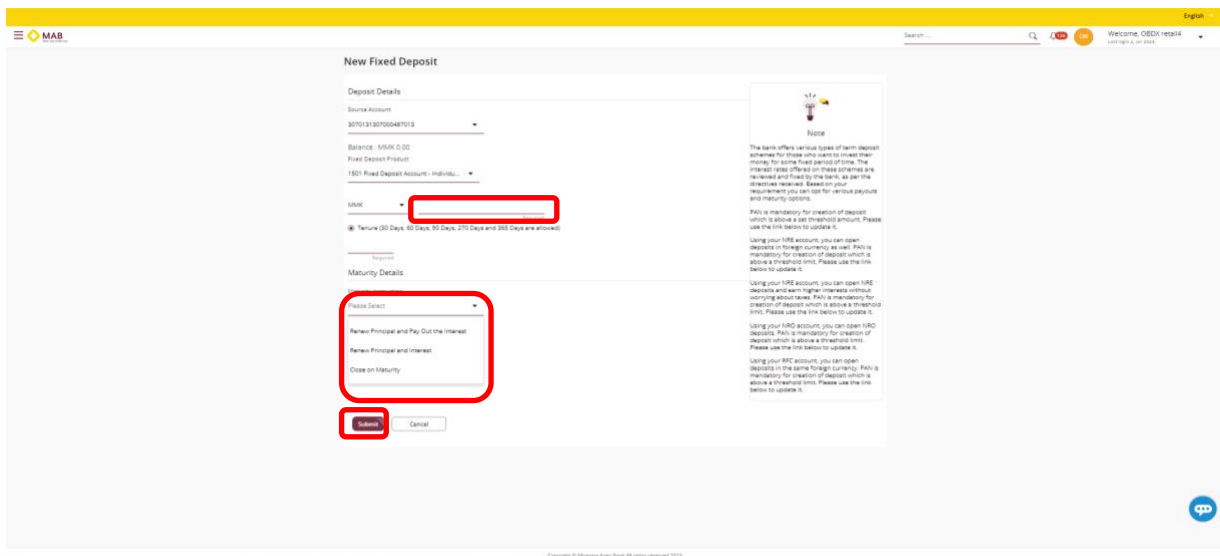 English
MAB
Search...
Welcome, OBDX retail4
New Fixed Deposit
Deposit Details
Source Account
3070131307000487013
Balance : MMK 0.00
Fixed Deposit Product
1501 Fixed Deposit Account - Individu...
MMK
Tenure (30 Days, 60 Days, 90 Days, 270 Days and 365 Days are allowed)
Required
Maturity Details
Please Select
Renew Principal and Pay Out the Interest
Renew Principal and Interest
Close on Maturity
Submit
Cancel
Note
The bank offers various types of term deposit
schemes for those who want to invest their
money for some fixed period of time. The
interest rates offered on these schemes are
reviewed and fixed by the bank, as per the
directives received. Based on your
requirement you can opt for various payouts
and maturity options.
PAN is mandatory for creation of deposit
which is above a set threshold amount. Please
use the link below to update it.
Using your NRE account, you can open
deposits in foreign currency as well. PAN is
mandatory for creation of deposit which is
above a threshold limit. Please use the link
below to update it.
Using your NRE account, you can open NRE
deposits and earn higher interests without
worrying about taxes. PAN is mandatory for
creation of deposit which is above a threshold
limit. Please use the link below to update it.
Using your NRO account, you can open NRO
deposits. PAN is mandatory for creation of
deposit which is above a threshold limit.
Please use the link below to update it.
Using your RFC account, you can open
deposits in the same foreign currency. PAN is
mandatory for creation of deposit which is
above a threshold limit. Please use the link
below to update it.